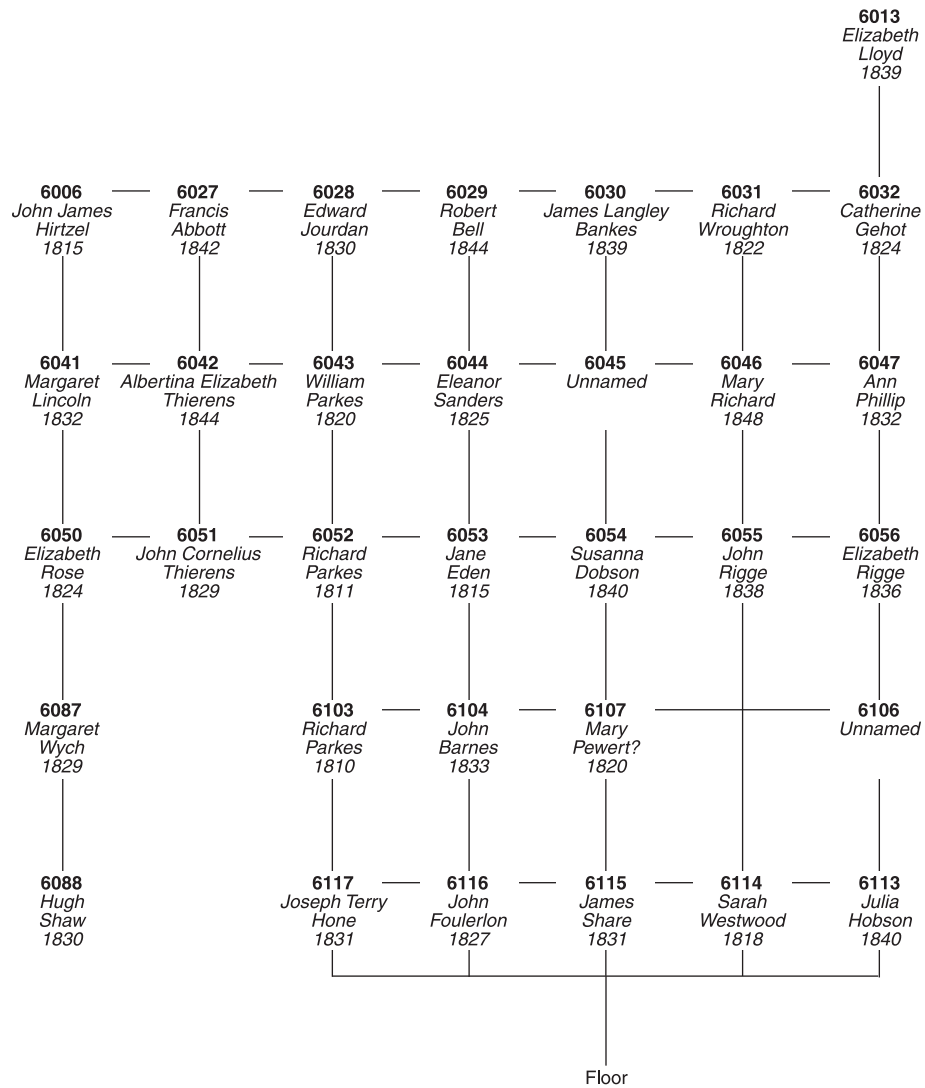 6013
Elizabeth
Lloyd
1839
6006
John James
Hirtzel
1815
6027
Francis
Abbott
1842
6028
Edward
Jourdan
1830
6029
Robert
Bell
1844
6030
James Langley
Bankes
1839
6031
Richard
Wroughton
1822
6032
Catherine
Gehot
1824
6041
Margaret
Lincoln
1832
6042
Albertina Elizabeth
Thierens
1844
6043
William
Parkes
1820
6044
Eleanor
Sanders
1825
6045
Unnamed
6046
Mary
Richard
1848
6047
Ann
Phillip
1832
6050
Elizabeth
Rose
1824
6051
John Cornelius
Thierens
1829
6052
Richard
Parkes
1811
6053
Jane
Eden
1815
6054
Susanna
Dobson
1840
6055
John
Rigge
1838
6056
Elizabeth
Rigge
1836
6087
Margaret
Wych
1829
6103
Richard
Parkes
1810
6104
John
Barnes
1833
6107
Mary
Pewert?
1820
6106
Unnamed
6088
Hugh
Shaw
1830
6117
Joseph Terry
Hone
1831
6116
John
Foulerlon
1827
6115
James
Share
1831
6114
Sarah
Westwood
1818
6113
Julia
Hobson
1840
Floor